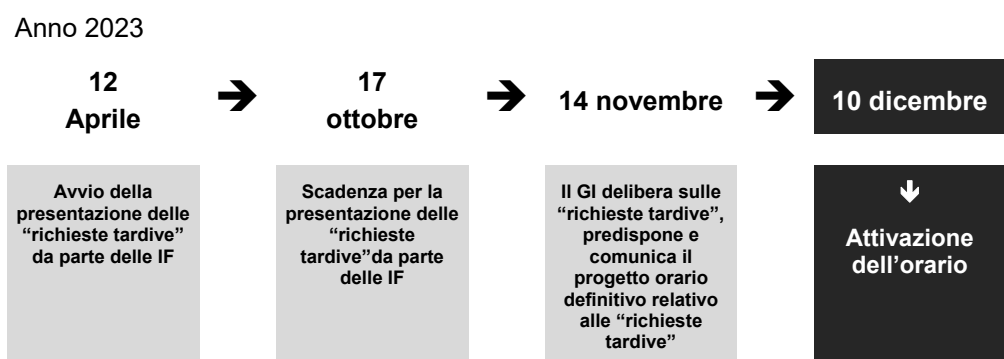 Anno 2023
12
Aprile
17
ottobre
14 novembre
10 dicembre
Avvio della
presentazione delle
“richieste tardive”
da parte delle IF
Scadenza per la
presentazione delle
“richieste
tardive”da parte
delle IF
Il GI delibera sulle
“richieste tardive”,
predispone e
comunica il
progetto orario
definitivo relativo
alle “richieste
tardive”
Attivazione
dell’orario